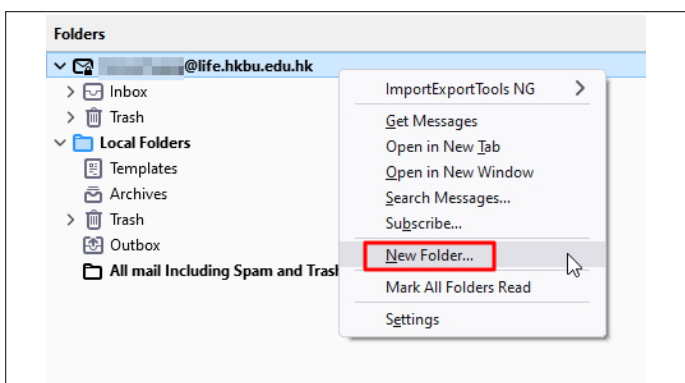 Folders
@life.hkbu.edu.hk
Inbox
Trash
Local Folders
Templates
Archives
Trash
Outbox
All mail Including Spam and
ImportExportTools NG
Get Messages
Open in New Tab
Open in New Window
Search Messages...
Subscribe...
New Folder...
Mark All Folders Read
Settings